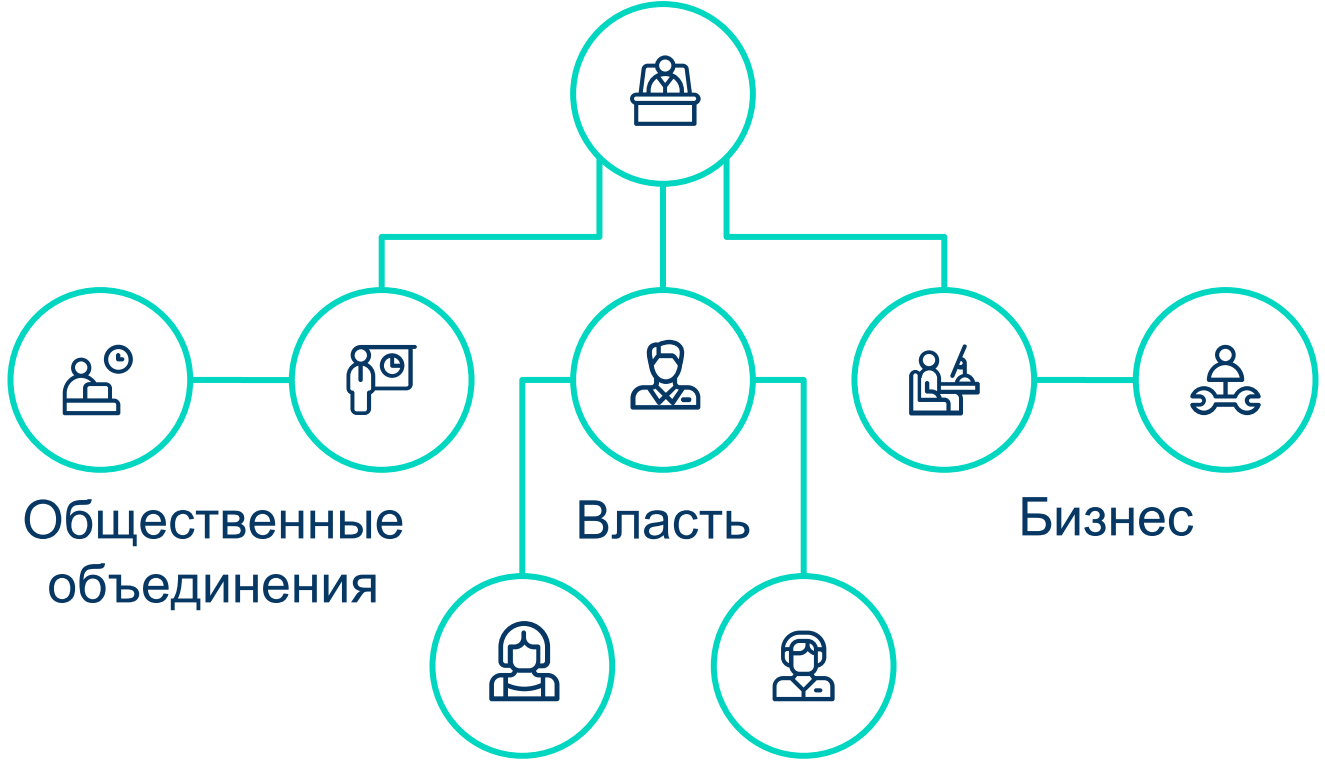 Общественные
объединения
Власть
Бизнес